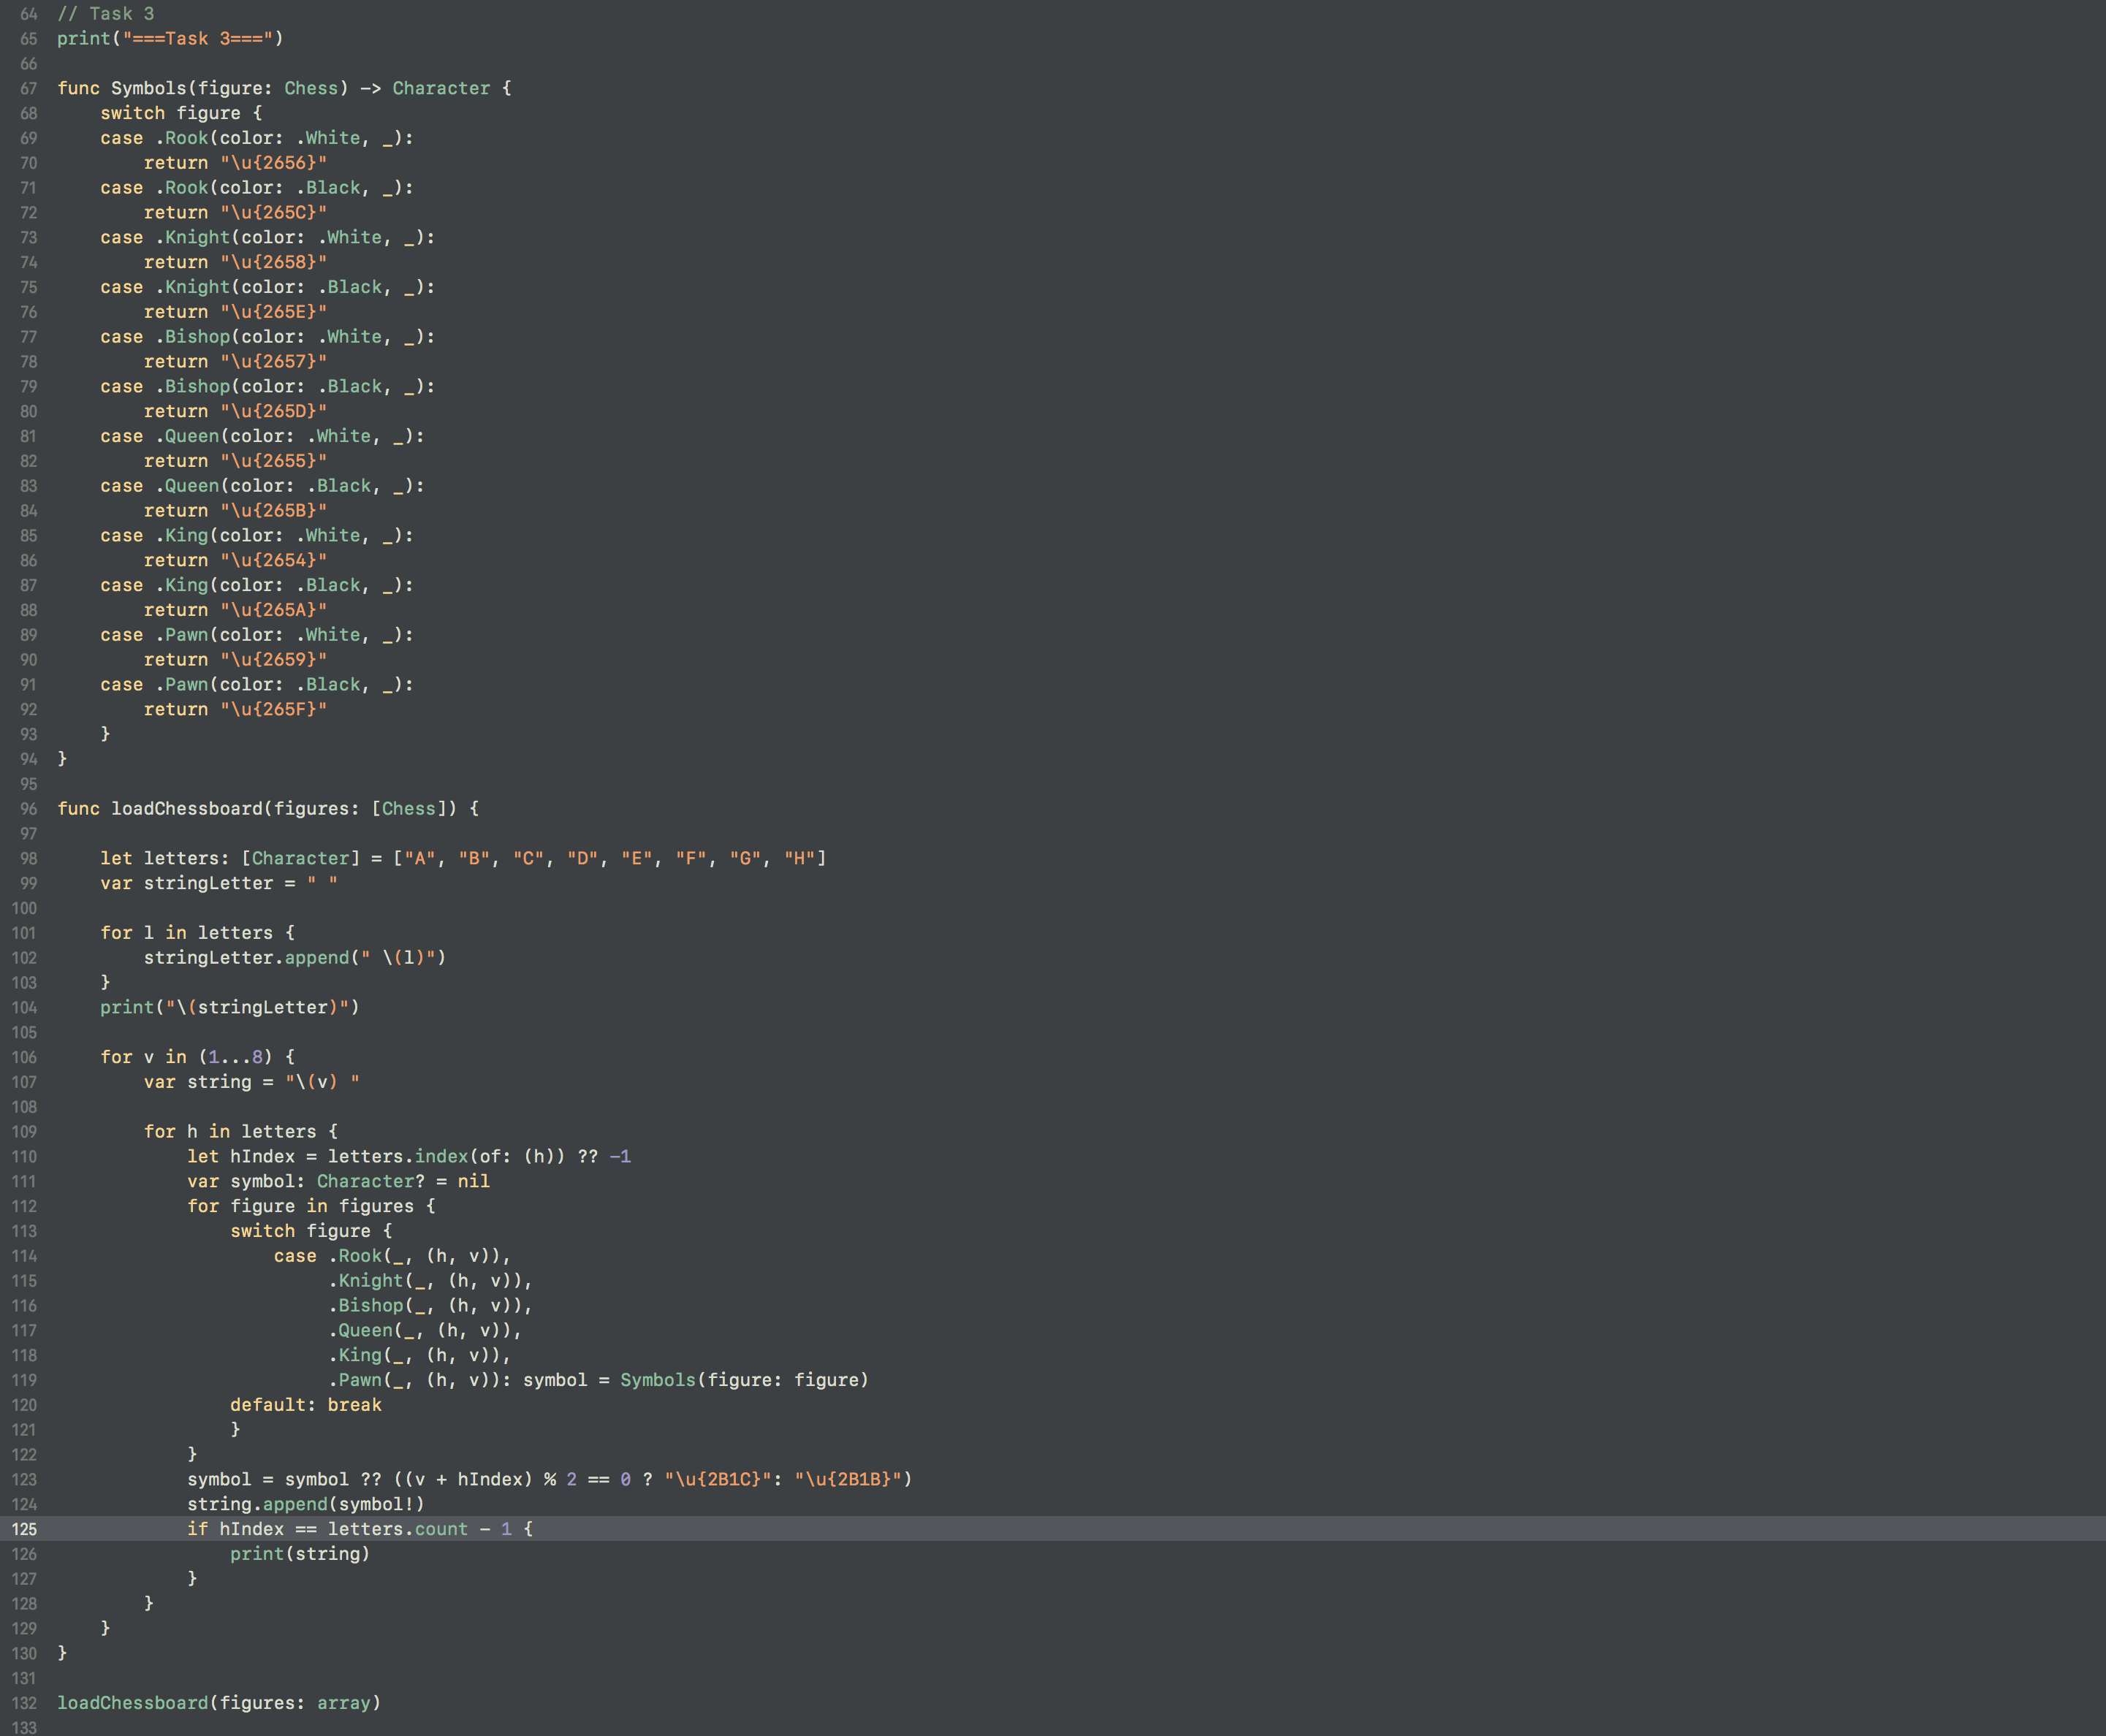 64 // Task 3
65 print("===Task 3===")
66
67 func Symbols(figure: Chess) -> Character {
68     switch figure {
69     case .Rook(color: .White, _):
70         return "\u{2656}"
71     case .Rook(color: .Black, _):
72         return "\u{265C}"
73     case .Knight(color: .White, _):
74         return "\u{2658}"
75     case .Knight(color: .Black, _):
76         return "\u{265E}"
77     case .Bishop(color: .White, _):
78         return "\u{2657}"
79     case .Bishop(color: .Black, _):
80         return "\u{265D}"
81     case .Queen(color: .White, _):
82         return "\u{2655}"
83     case .Queen(color: .Black, _):
84         return "\u{265B}"
85     case .King(color: .White, _):
86         return "\u{2654}"
87     case .King(color: .Black, _):
88         return "\u{265A}"
89     case .Pawn(color: .White, _):
90         return "\u{2659}"
91     case .Pawn(color: .Black, _):
92         return "\u{265F}"
93     }
94 }
95
96 func loadChessboard(figures: [Chess]) {
97
98     let letters: [Character] = ["A", "B", "C", "D", "E", "F", "G", "H"]
99     var stringLetter = " "
100
101     for l in letters {
102         stringLetter.append(" \(l)")
103     }
104     print("\(stringLetter)")
105
106     for v in (1...8) {
107         var string = "\(v) "
108
109         for h in letters {
110             let hIndex = letters.index(of: (h)) ?? -1
111             var symbol: Character? = nil
112             for figure in figures {
113                 switch figure {
114                     case .Rook(_, (h, v)),
115                          .Knight(_, (h, v)),
116                          .Bishop(_, (h, v)),
117                          .Queen(_, (h, v)),
118                          .King(_, (h, v)),
119                          .Pawn(_, (h, v)): symbol = Symbols(figure: figure)
120                 default: break
121                 }
122             }
123             symbol = symbol ?? ((v + hIndex) % 2 == 0 ? "\u{2B1C}": "\u{2B1B}")
124             string.append(symbol!)
125             if hIndex == letters.count - 1 {
126                 print(string)
127             }
128         }
129     }
130 }
131
132 loadChessboard(figures: array)
133